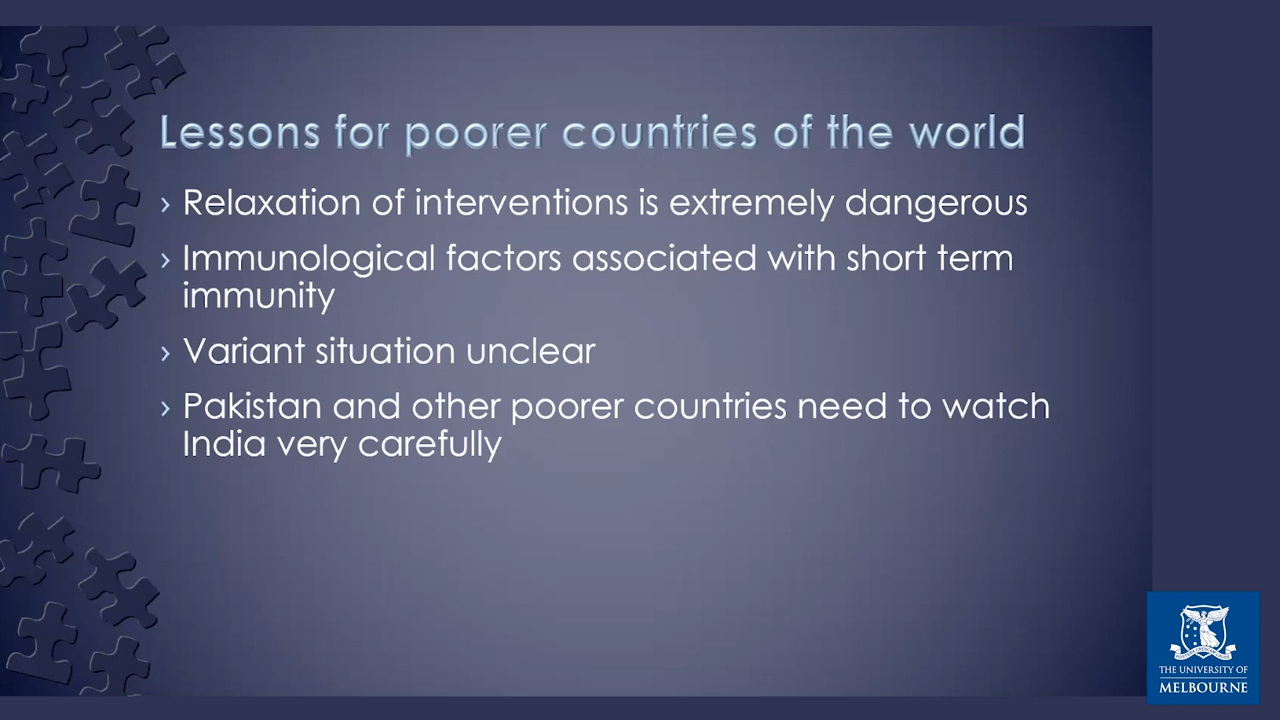 Lessons for poorer countries of the world
› Relaxation of interventions is extremely dangerous
› Immunological factors associated with short term
immunity
› Variant situation unclear
› Pakistan and other poorer countries need to watch
India very carefully
THE UNIVERSITY OF
MELBOURNE